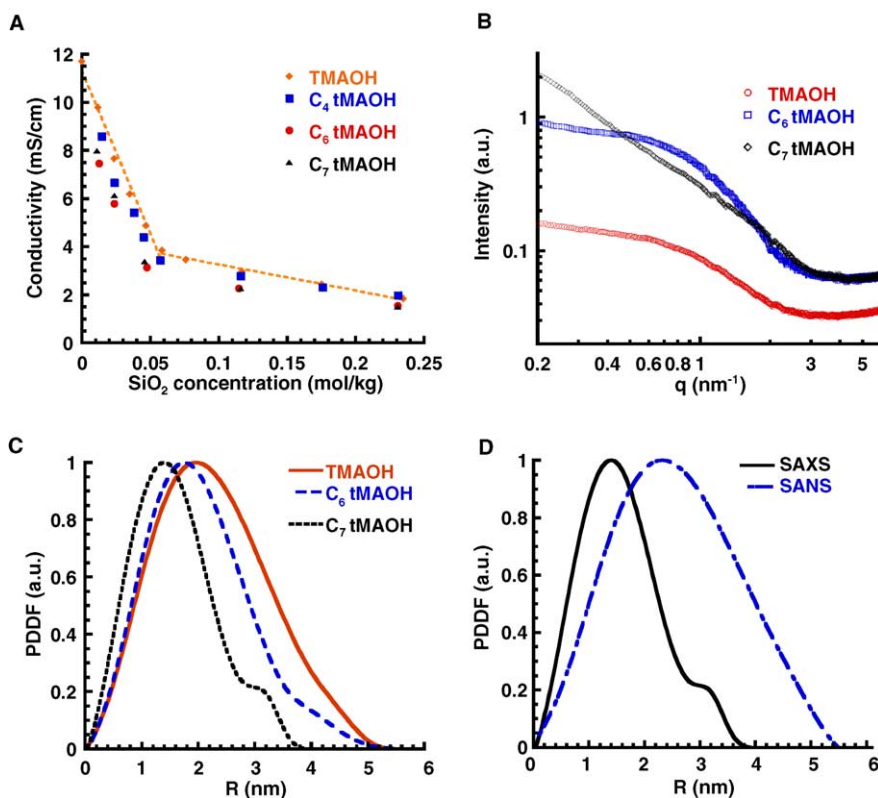 A
12
10
8
6
4
2
0
0
0.05
0.1
0.15
0.2
0.25
Conductivity (mS/cm)
SiO₂ concentration (mol/kg)
TMAOH
C₄ tMAOH
C₆ tMAOH
C₇ tMAOH
B
1
0.1
0.2
0.4
0.6
0.8
1
3
5
Intensity (a.u.)
q (nm⁻¹)
TMAOH
C₆ tMAOH
C₇ tMAOH
C
1
0.8
0.6
0.4
0.2
0
0
1
2
3
4
5
6
PDDF (a.u.)
R (nm)
TMAOH
C₆ tMAOH
C₇ tMAOH
D
1
0.8
0.6
0.4
0.2
0
0
1
2
3
4
5
6
PDDF (a.u.)
R (nm)
SAXS
SANS